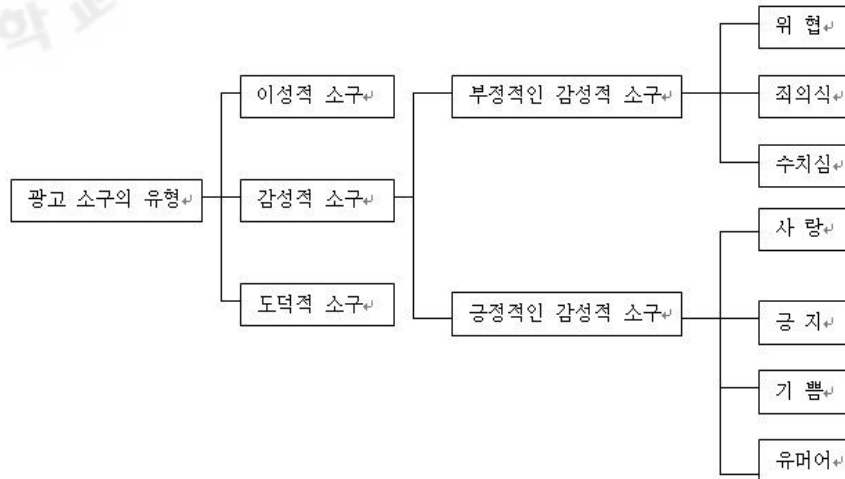 광고 소구의 유형
이성적 소구
감성적 소구
도덕적 소구
부정적인 감성적 소구
긍정적인 감성적 소구
위 협
죄의식
수치심
사 랑
긍 지
기 쁨
유머어